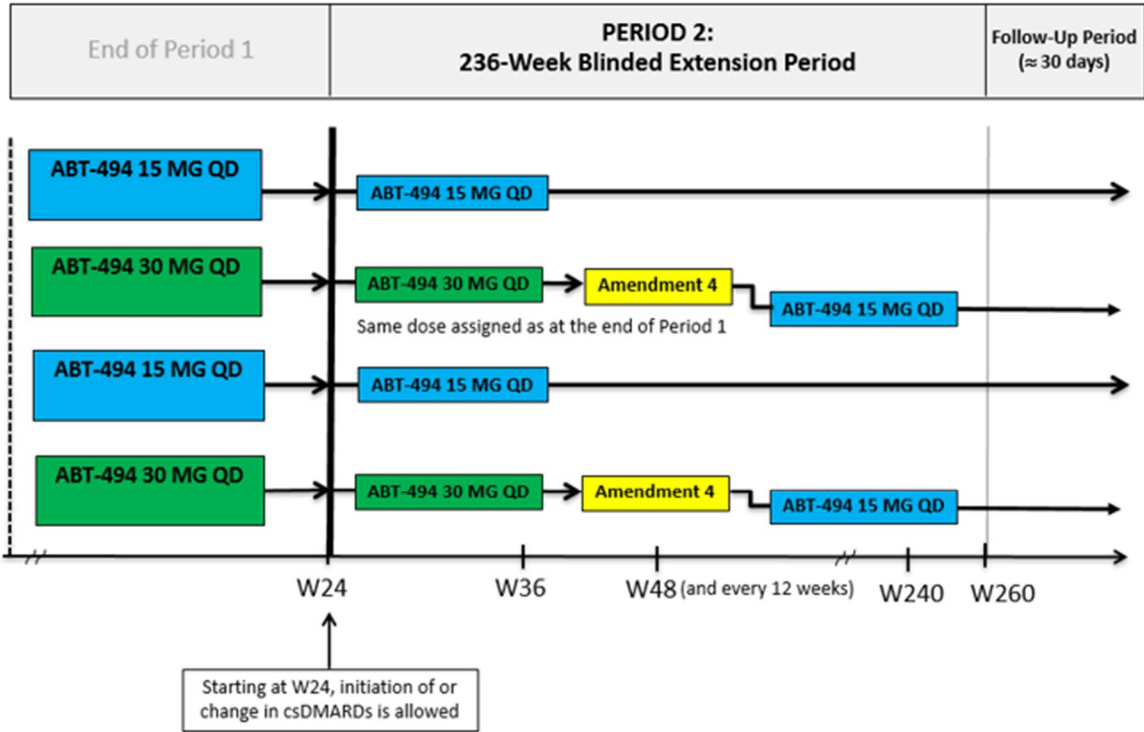 End of Period 1
PERIOD 2:
236-Week Blinded Extension Period
Follow-Up Period
(≈ 30 days)
ABT-494 15 MG QD
ABT-494 15 MG QD
ABT-494 30 MG QD
ABT-494 30 MG QD
Amendment 4
ABT-494 15 MG QD
Same dose assigned as at the end of Period 1
ABT-494 15 MG QD
ABT-494 15 MG QD
ABT-494 30 MG QD
ABT-494 30 MG QD
Amendment 4
ABT-494 15 MG QD
W24
W36
W48 (and every 12 weeks)
W240
W260
Starting at W24, initiation of or
change in csDMARDs is allowed